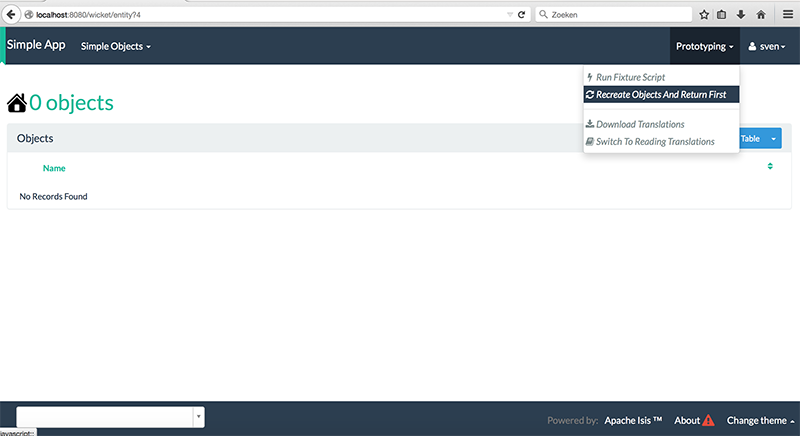 localhost:8080/wicket/entity?4
Zoeken
Simple App
Simple Objects
Prototyping
sven
Run Fixture Script
Recreate Objects And Return First
Download Translations
Switch To Reading Translations
0 objects
Objects
Table
Name
No Records Found
Powered by: Apache Isis ™
About
Change theme
javascript:;